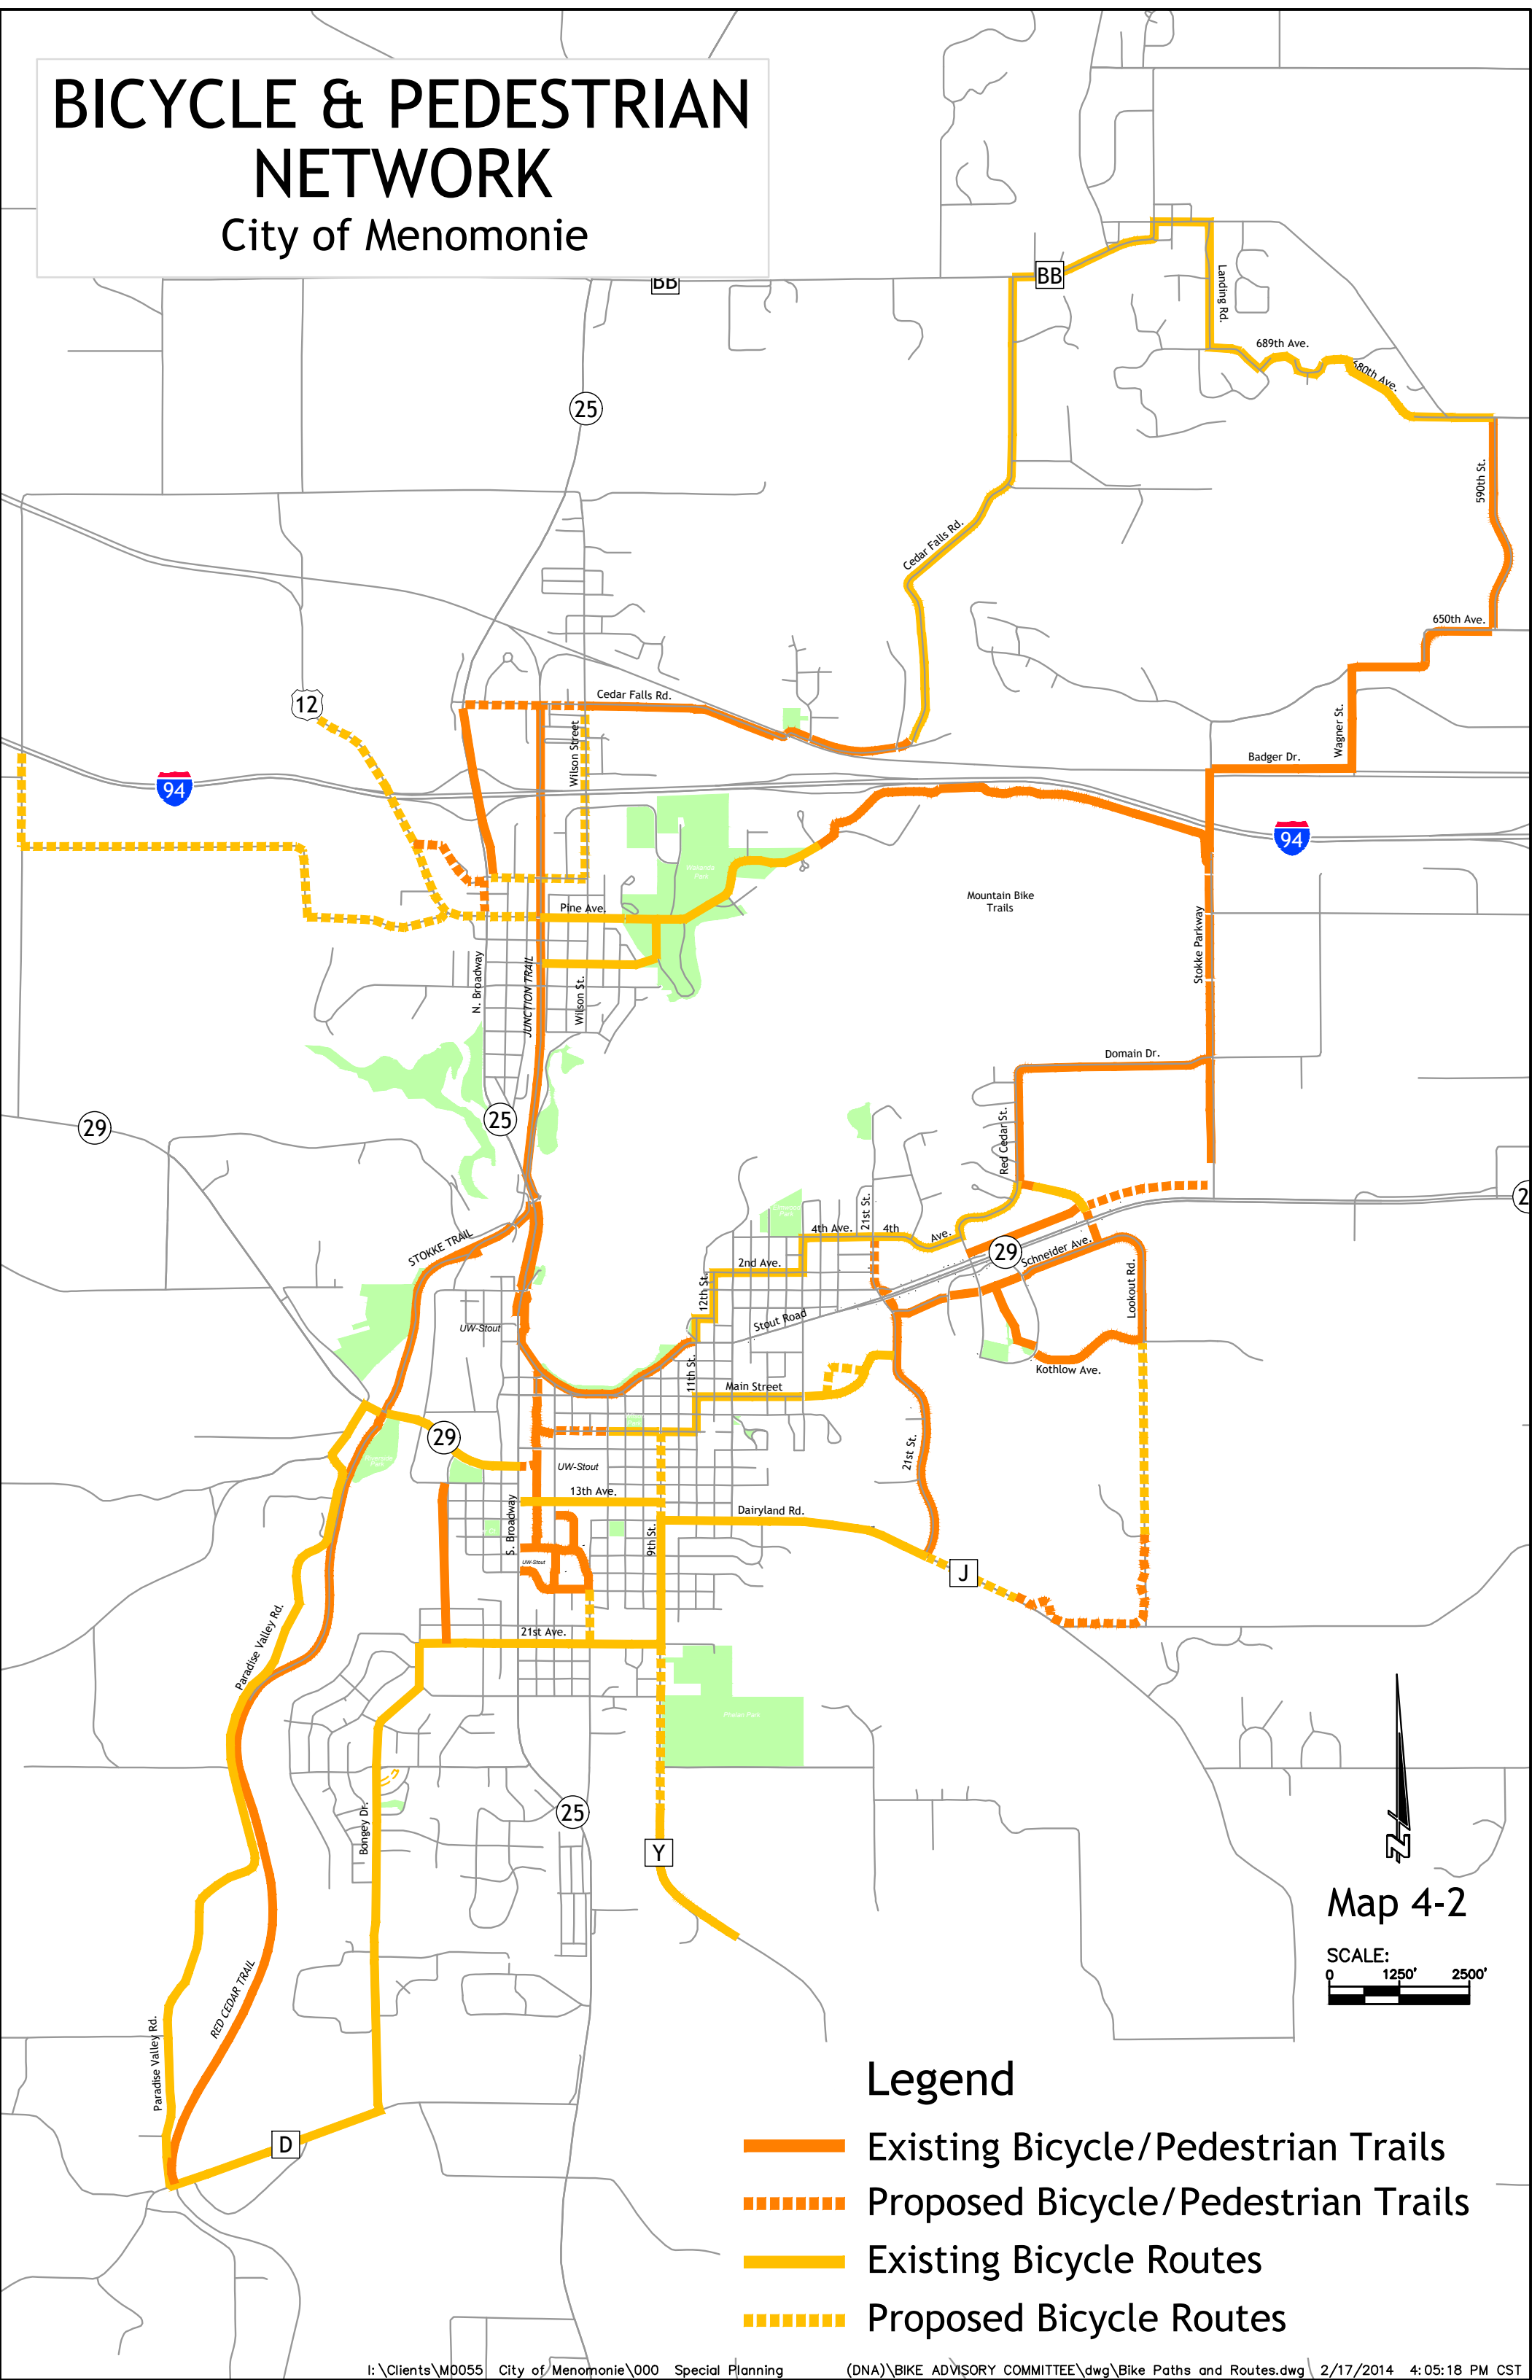 BICYCLE & PEDESTRIAN
NETWORK
City of Menomonie
BB
BB
Landing Rd.
689th Ave.
680th Ave.
25
590th St.
Cedar Falls Rd.
650th Ave.
12
Cedar Falls Rd.
Wilson Street
Wagner St.
Badger Dr.
94
94
Mountain Bike
Trails
Pine Ave.
Stokke Parkway
N. Broadway
JUNCTION TRAIL
Wilson St.
Domain Dr.
25
29
Red Cedar St.
2
21st St.
4th Ave.
4th
Ave.
STOKKE TRAIL
29
Schneider Ave.
2nd Ave.
12th St.
Lookout Rd.
Stout Road
UW-Stout
11th St.
Kothlow Ave.
Main Street
29
21st St.
UW-Stout
13th Ave.
S. Broadway
Dairyland Rd.
9th St.
UW-Stout
J
21st Ave.
Paradise Valley Rd.
Phelan Park
25
Bongey Dr.
Y
N
Map 4-2
SCALE:
0 1250' 2500'
RED CEDAR TRAIL
Paradise Valley Rd.
D
Legend
Existing Bicycle/Pedestrian Trails
Proposed Bicycle/Pedestrian Trails
Existing Bicycle Routes
Proposed Bicycle Routes
I:\Clients\M0055 City of Menomonie\000 Special Planning (DNA)\BIKE ADVISORY COMMITTEE\dwg\Bike Paths and Routes.dwg 2/17/2014 4:05:18 PM CST